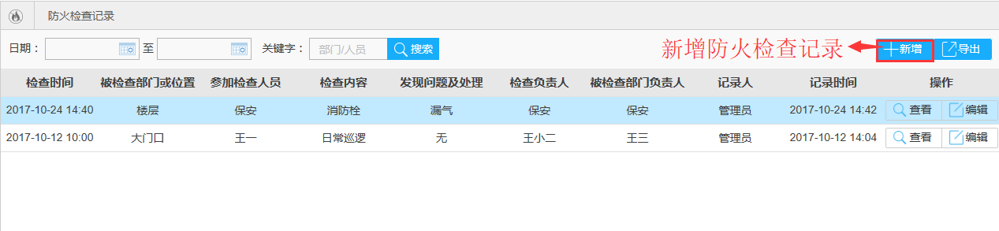 防火检查记录
日期： 至 关键字： 部门/人员 搜索 新增防火检查记录 新增 导出
检查时间 被检查部门或位置 参加检查人员 检查内容 发现问题及处理 检查负责人 被检查部门负责人 记录人 记录时间 操作
2017-10-24 14:40 楼层 保安 消防栓 漏气 保安 保安 管理员 2017-10-24 14:42 查看 编辑
2017-10-12 10:00 大门口 王一 日常巡逻 无 王小二 王三 管理员 2017-10-12 14:04 查看 编辑